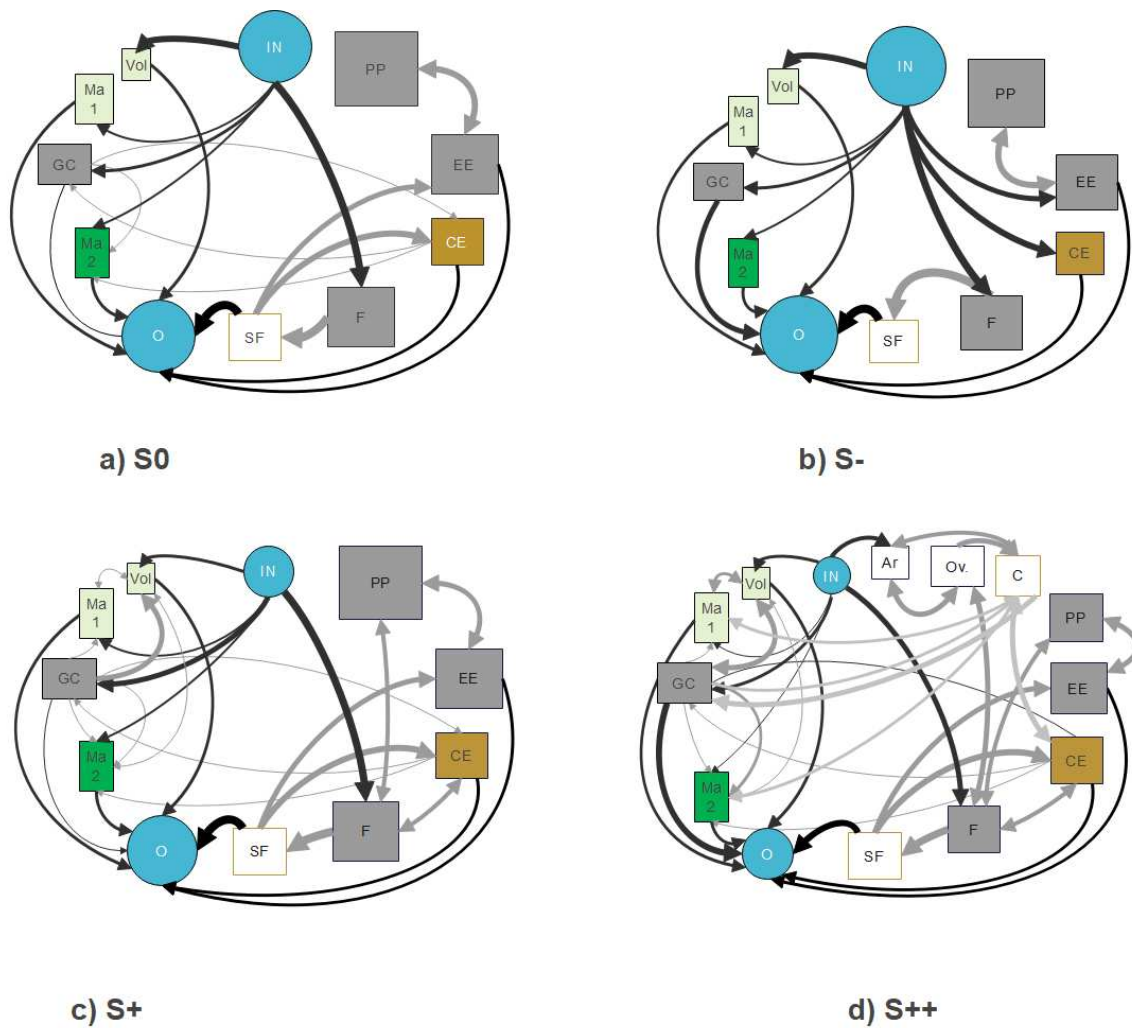 IN
PP
Vol
Ma
1
GC
EE
CE
Ma
2
F
O
SF
a) S0
IN
PP
Vol
Ma
1
GC
EE
CE
Ma
2
F
O
SF
b) S-
IN
PP
Vol
Ma
1
GC
EE
CE
Ma
2
F
O
SF
c) S+
Ar
Ov.
C
IN
Vol
Ma
1
PP
GC
EE
CE
Ma
2
F
O
SF
d) S++